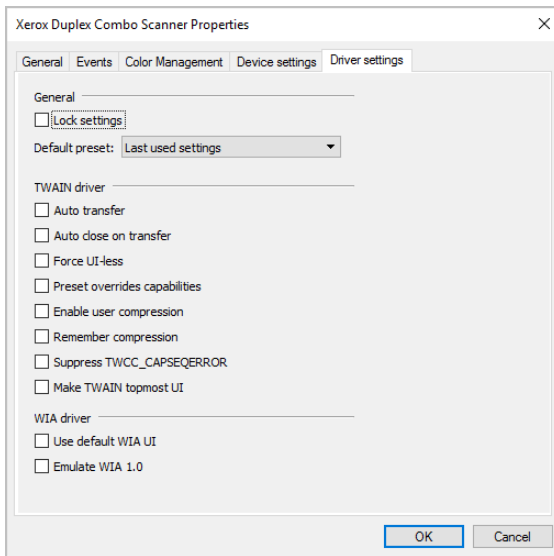 Xerox Duplex Combo Scanner Properties
General Events Color Management Device settings Driver settings
General
Lock settings
Default preset: Last used settings
TWAIN driver
Auto transfer
Auto close on transfer
Force UI-less
Preset overrides capabilities
Enable user compression
Remember compression
Suppress TWCC_CAPSEQERROR
Make TWAIN topmost UI
WIA driver
Use default WIA UI
Emulate WIA 1.0
OK Cancel